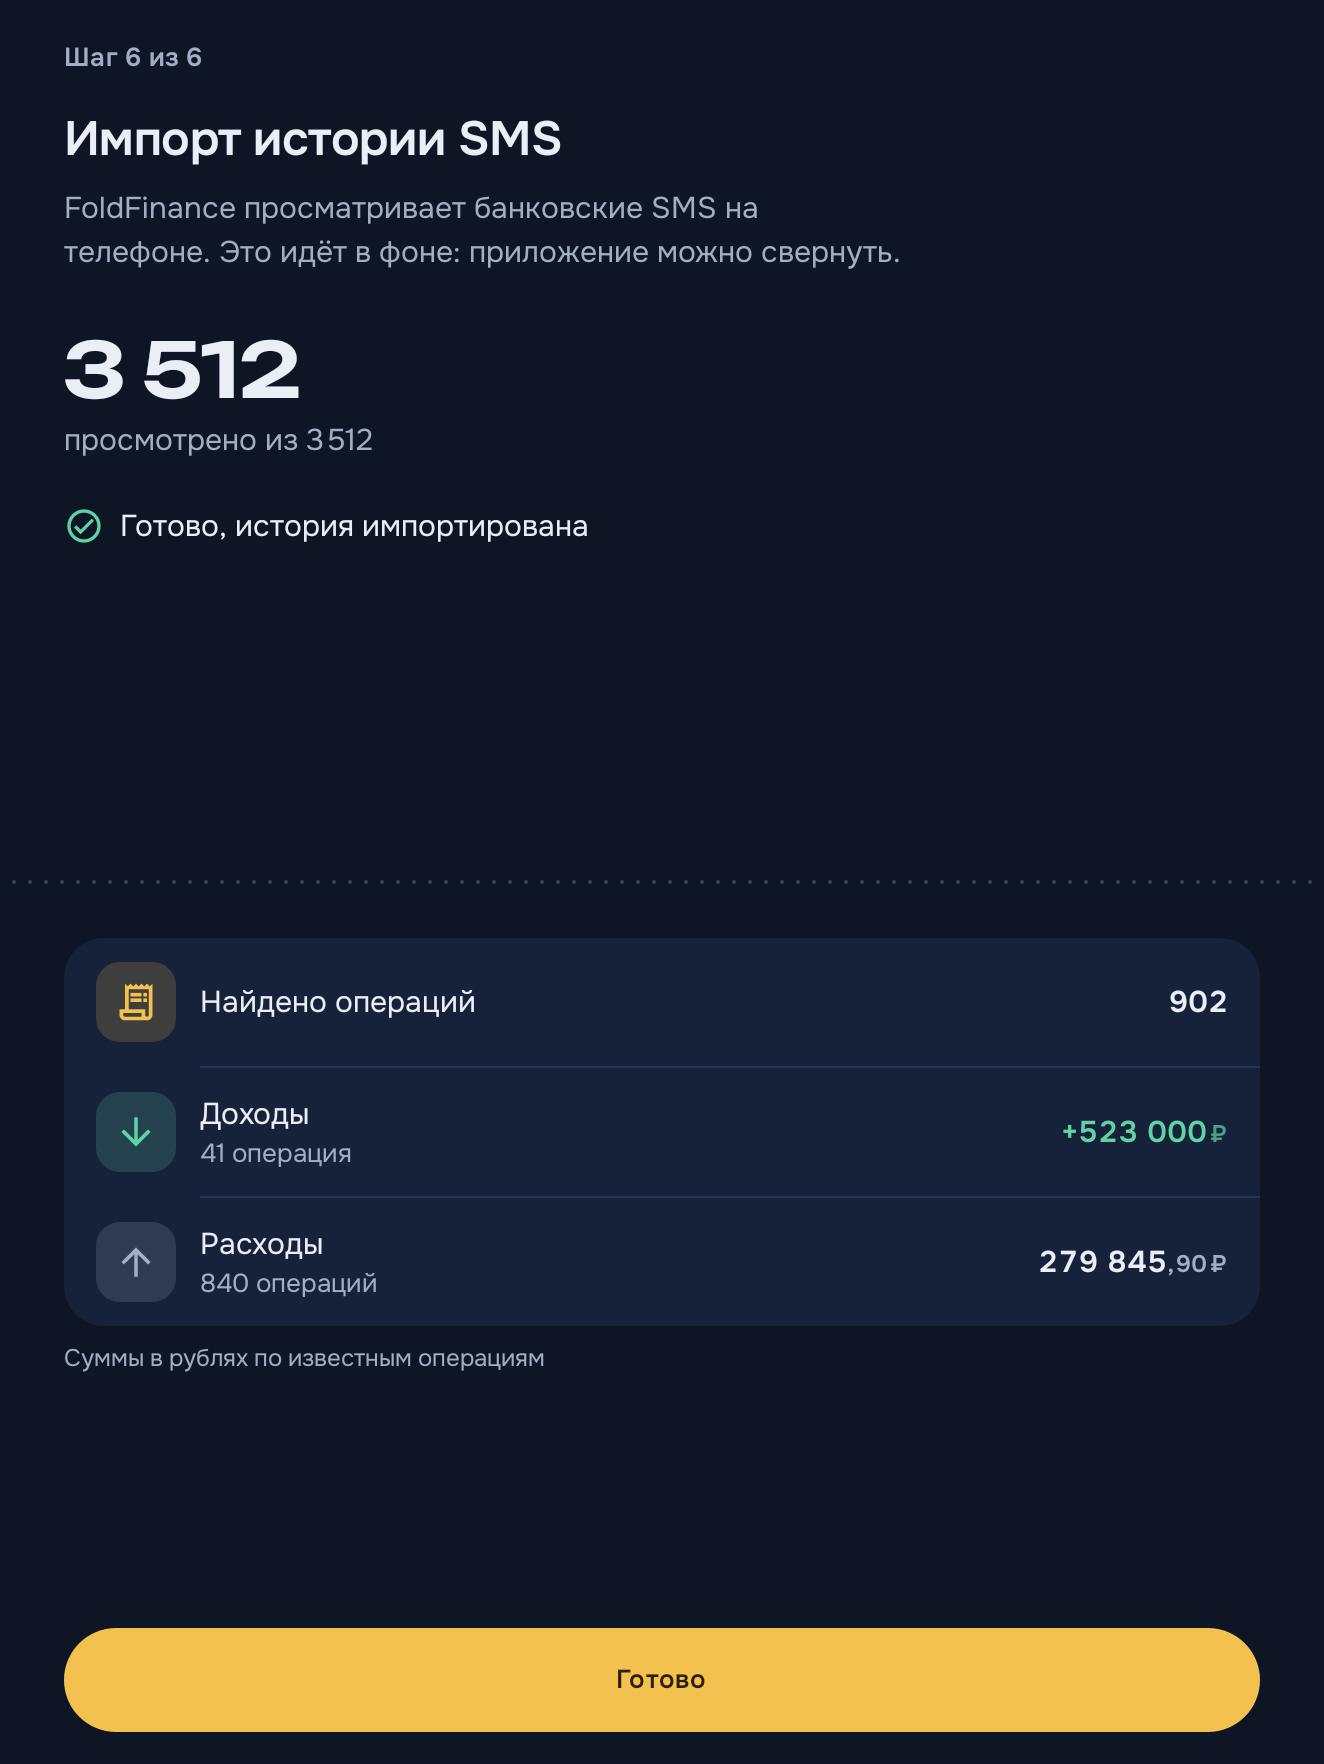 Шаг 6 из 6
Импорт истории SMS
FoldFinance просматривает банковские SMS на
телефоне. Это идёт в фоне: приложение можно свернуть.
3 512
просмотрено из 3 512
Готово, история импортирована
Найдено операций 902
Доходы
41 операция
+523 000 ₽
Расходы
840 операций
279 845,90 ₽
Суммы в рублях по известным операциям
Готово